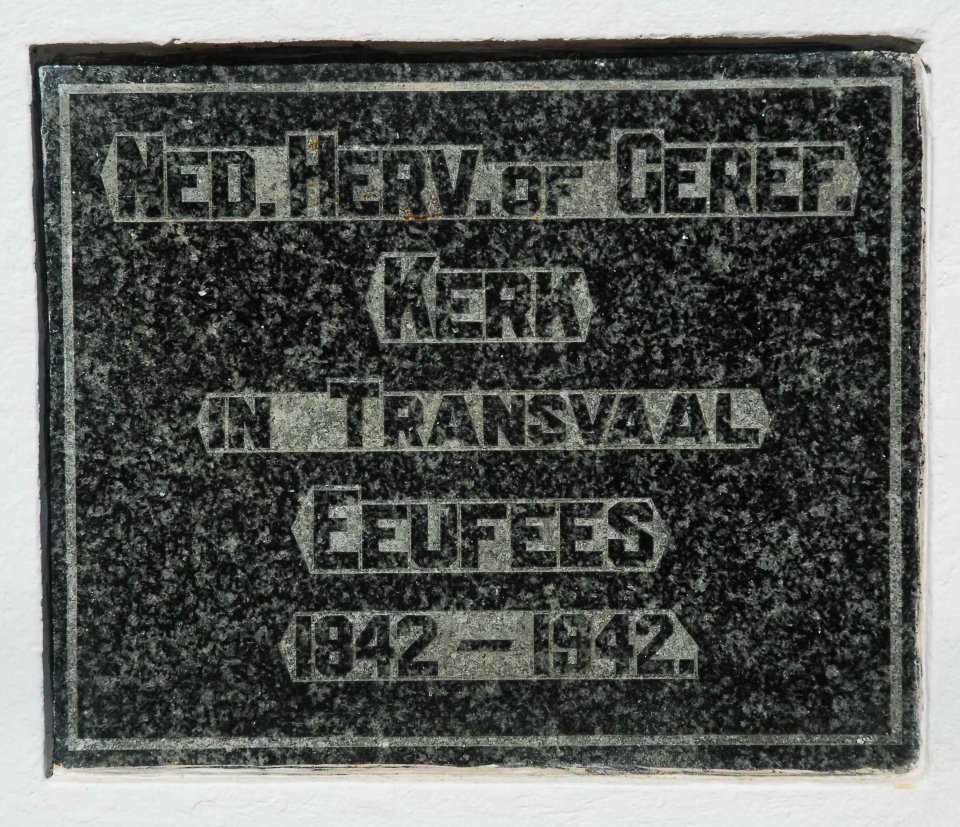 Ned. Herv. of Geref.
Kerk
in Transvaal
Eeufees
1842 — 1942.